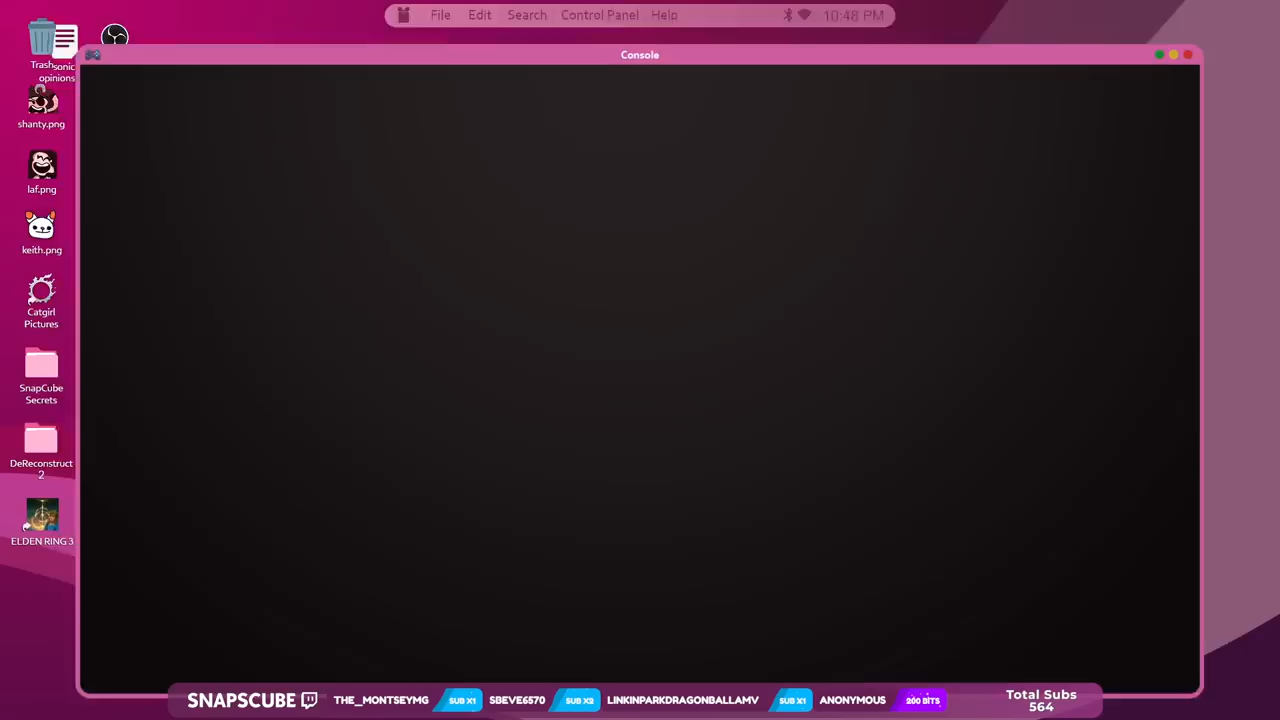 File Edit Search Control Panel Help 10:48 PM
Console
Trash
sonic
opinions
shanty.png
laf.png
keith.png
Catgirl
Pictures
SnapCube
Secrets
DeReconstruct
2
ELDEN RING 3
SNAPSCUBE THE_MONTSEYMG SUB X1 SBEVE6570 SUB X2 LINKINPARKDRAGONBALLAMV SUB X1 ANONYMOUS 200 BITS
Total Subs
564